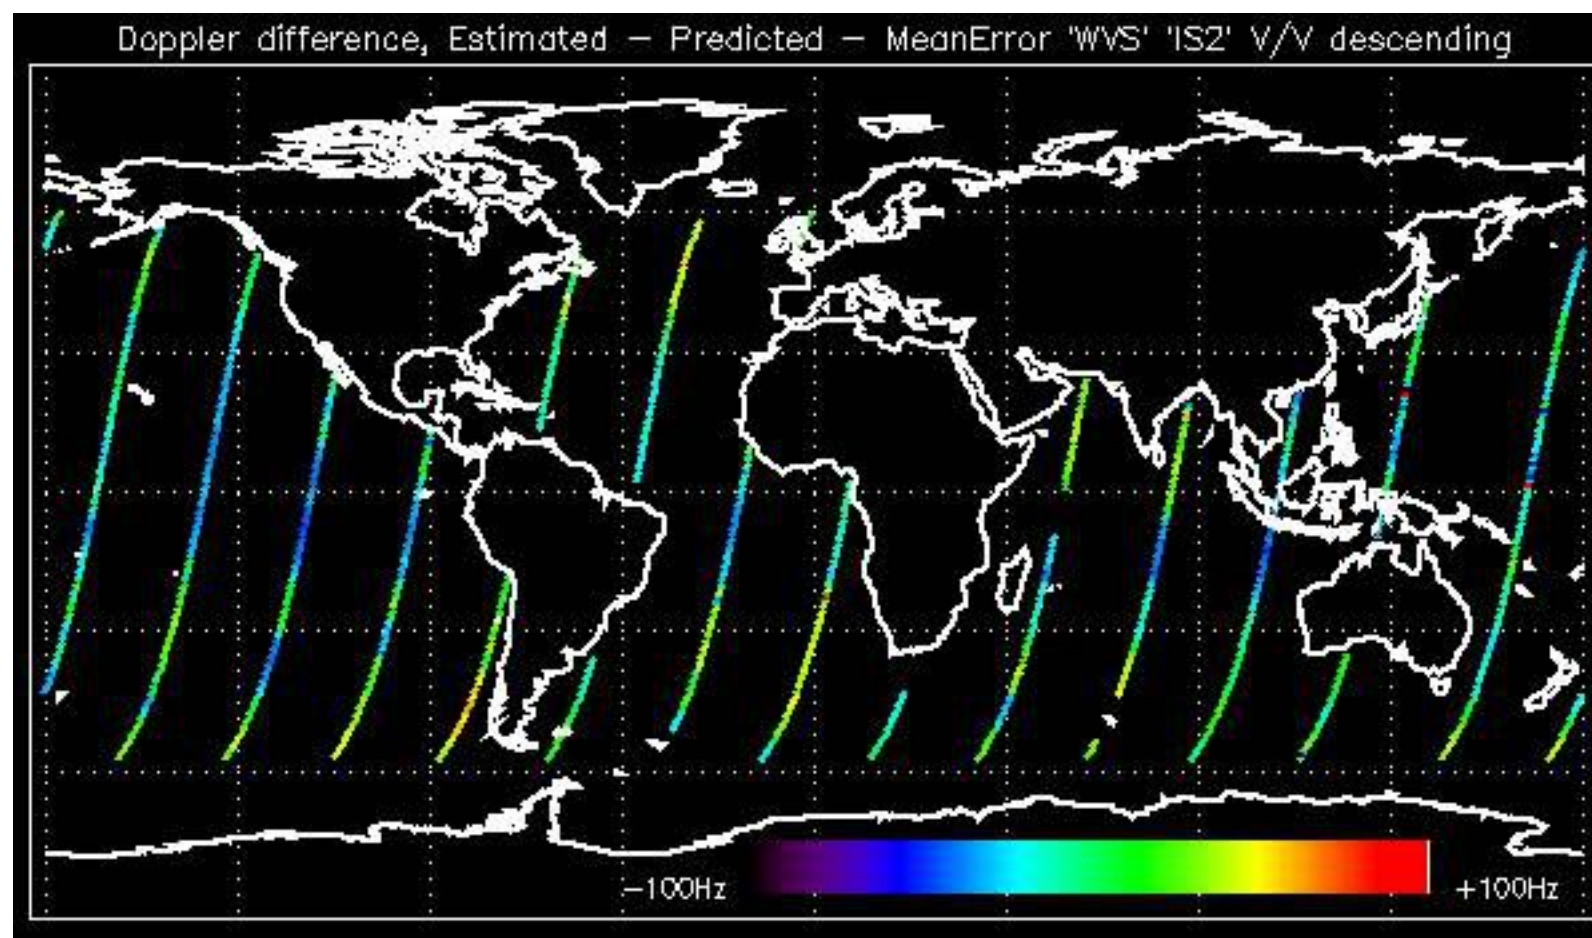 Doppler difference, Estimated – Predicted – MeanError 'WVS' 'IS2' V/V descending
−100Hz +100Hz